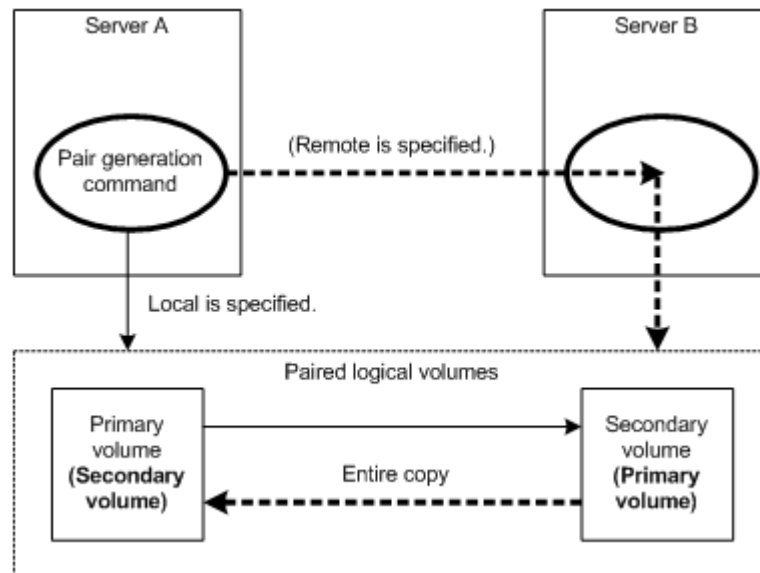 Server A
Server B
Pair generation
command
(Remote is specified.)
Local is specified.
Paired logical volumes
Primary
volume
(Secondary
volume)
Entire copy
Secondary
volume
(Primary
volume)